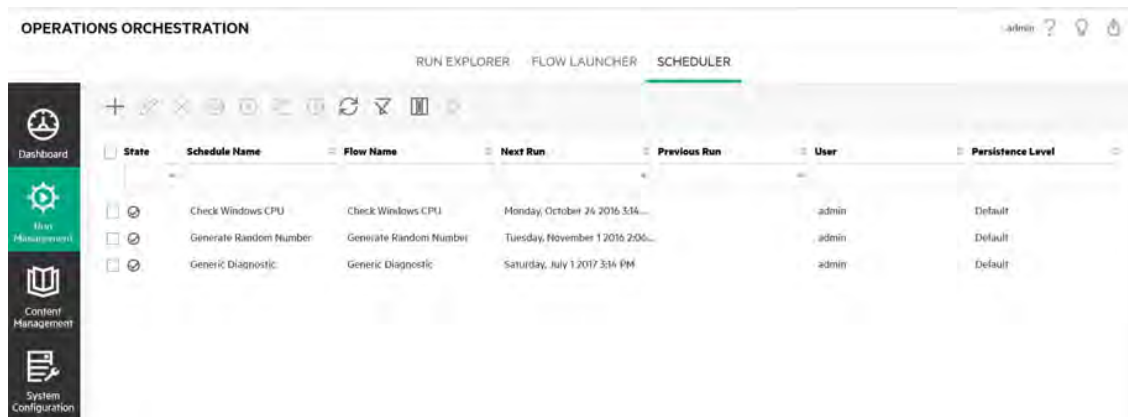 OPERATIONS ORCHESTRATION
admin
RUN EXPLORER FLOW LAUNCHER SCHEDULER
Dashboard
Run Management
Content Management
System Configuration
State Schedule Name Flow Name Next Run Previous Run User Persistence Level
Check Windows CPU Check Windows CPU Monday, October 24 2016 3:14... admin Default
Generate Random Number Generate Random Number Tuesday, November 1 2016 2:06... admin Default
Generic Diagnostic Generic Diagnostic Saturday, July 1 2017 3:14 PM admin Default